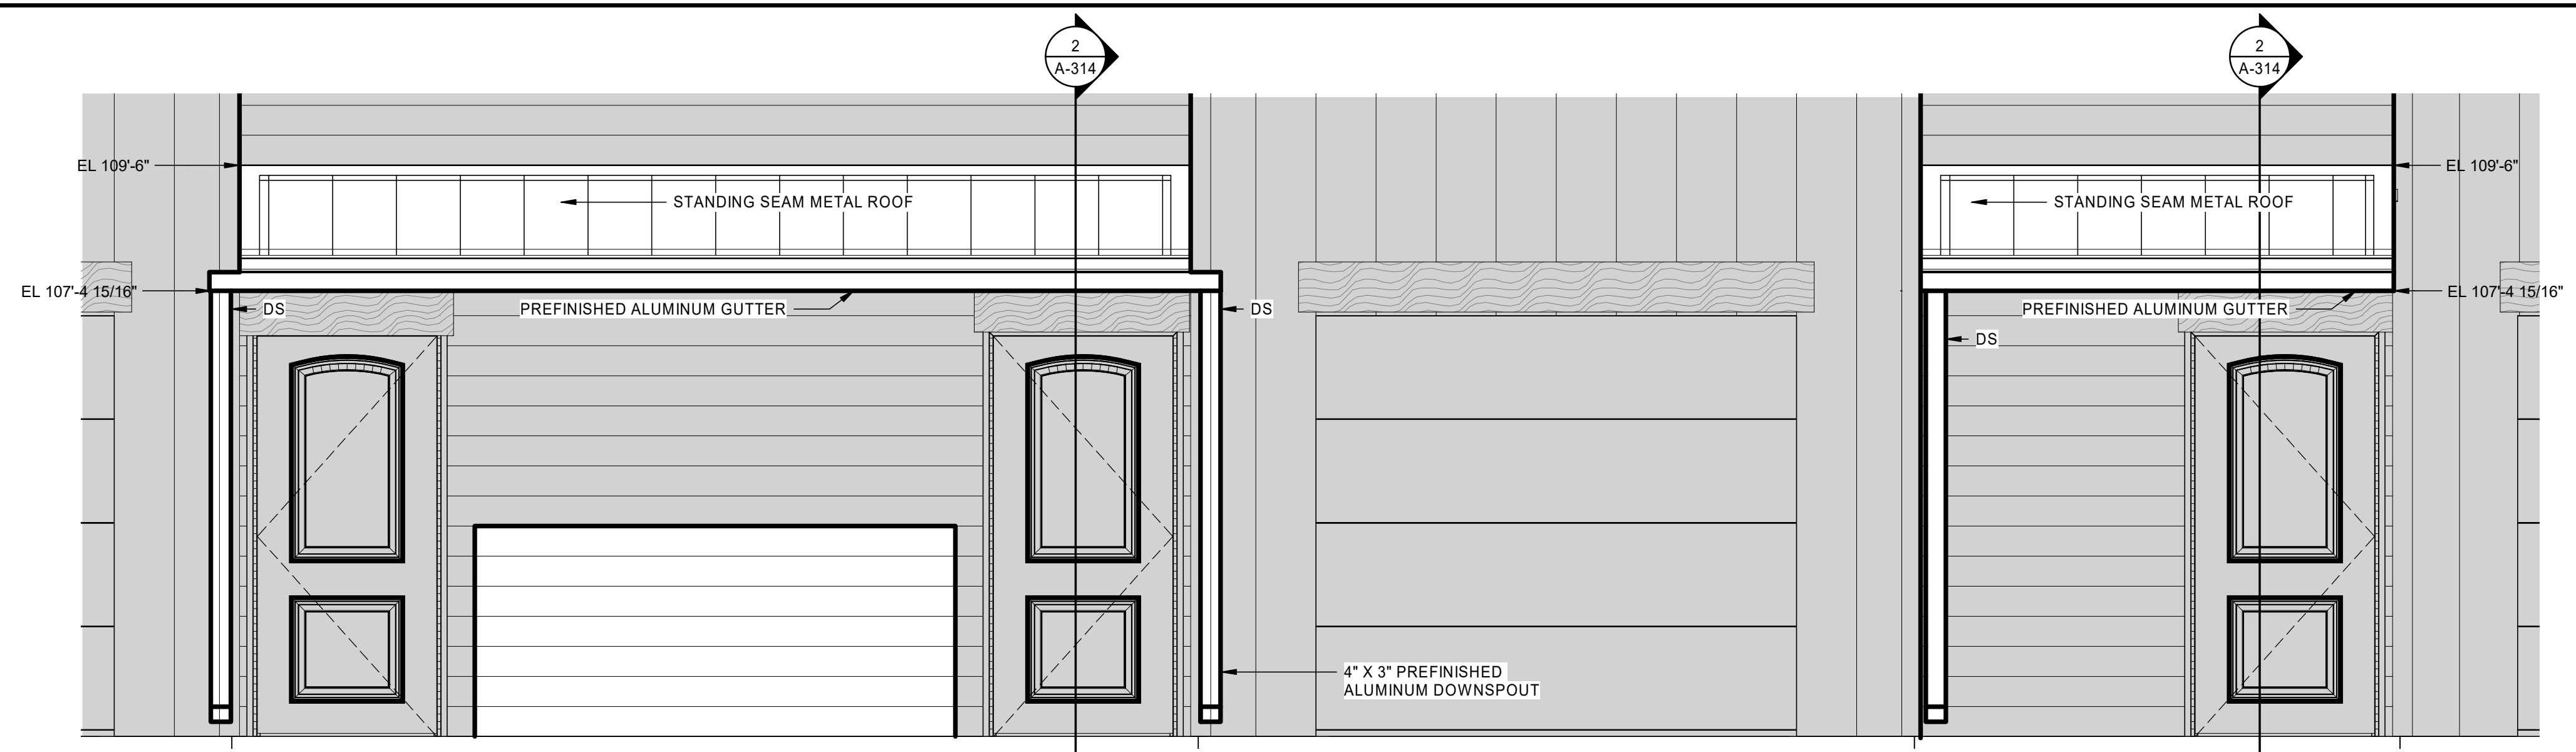 2
A-314
2
A-314
EL 109'-6"
EL 109'-6"
STANDING SEAM METAL ROOF
STANDING SEAM METAL ROOF
EL 107'-4 15/16"
EL 107'-4 15/16"
DS
PREFINISHED ALUMINUM GUTTER
DS
PREFINISHED ALUMINUM GUTTER
DS
4" X 3" PREFINISHED
ALUMINUM DOWNSPOUT